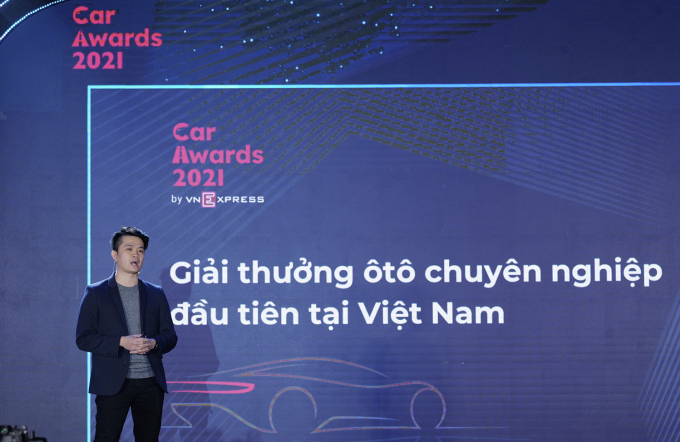 Car
Awards
2021
Car
Awards
2021
by VNEXPRESS
Giải thưởng ôtô chuyên nghiệp
đầu tiên tại Việt Nam